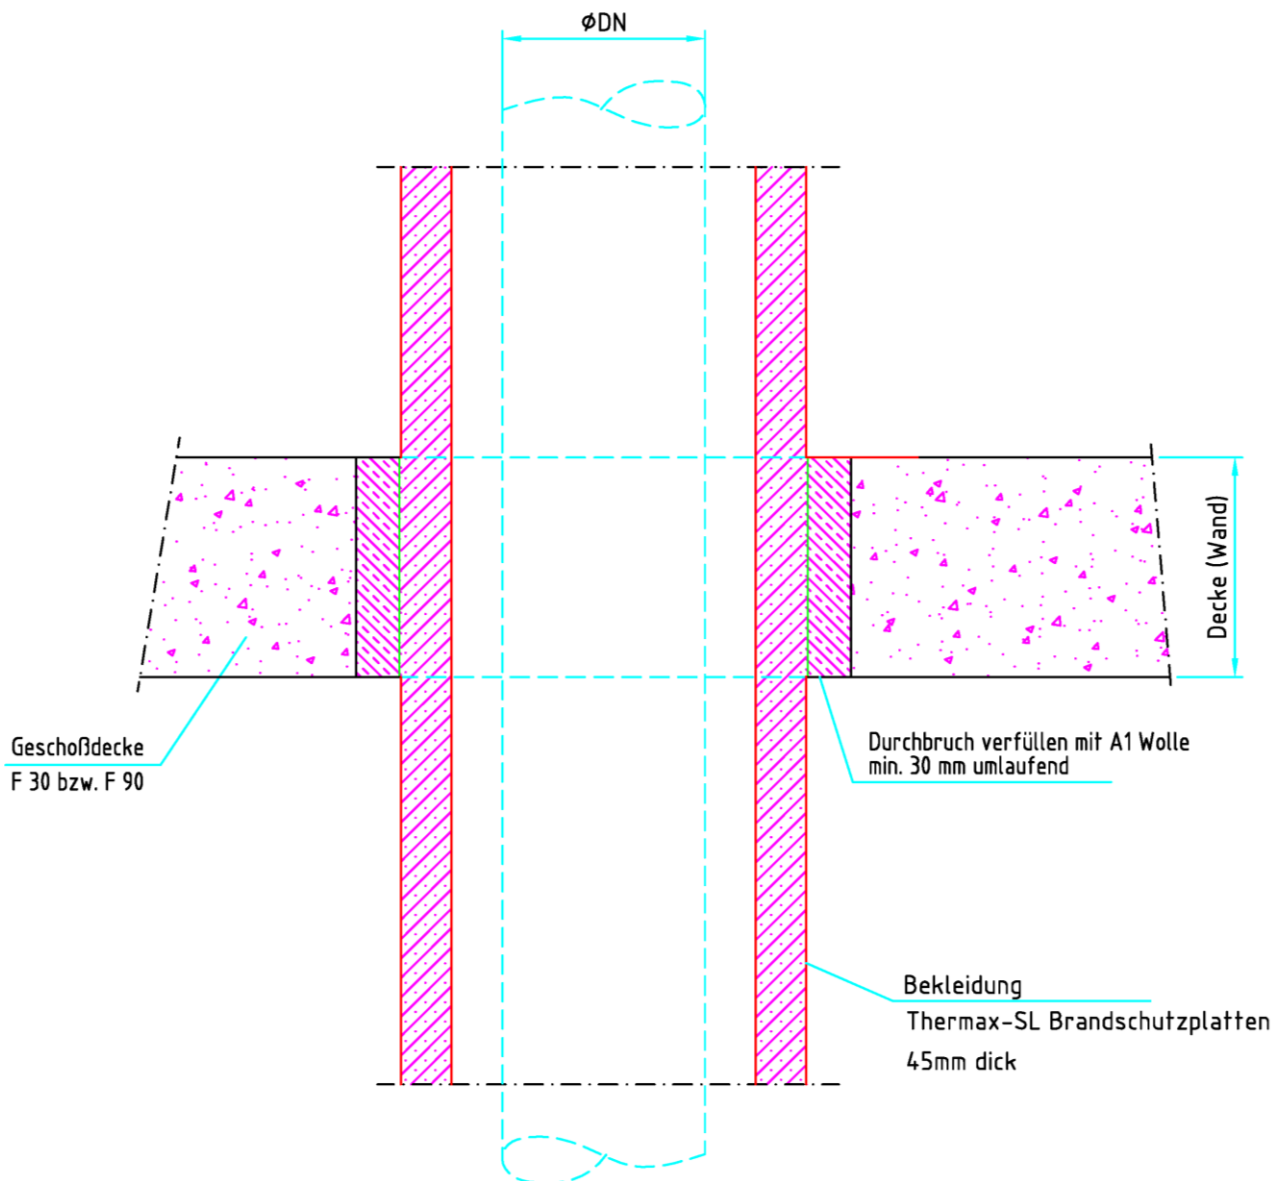 ϕDN
Decke (Wand)
Geschoßdecke
F 30 bzw. F 90
Durchbruch verfüllen mit A1 Wolle
min. 30 mm umlaufend
Bekleidung
Thermax-SL Brandschutzplatten
45mm dick